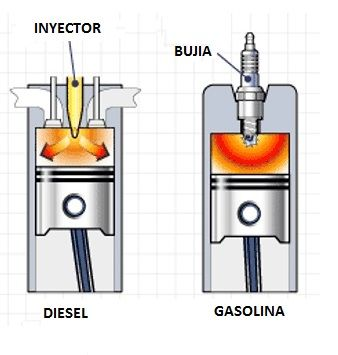 INYECTOR
BUJIA
DIESEL
GASOLINA